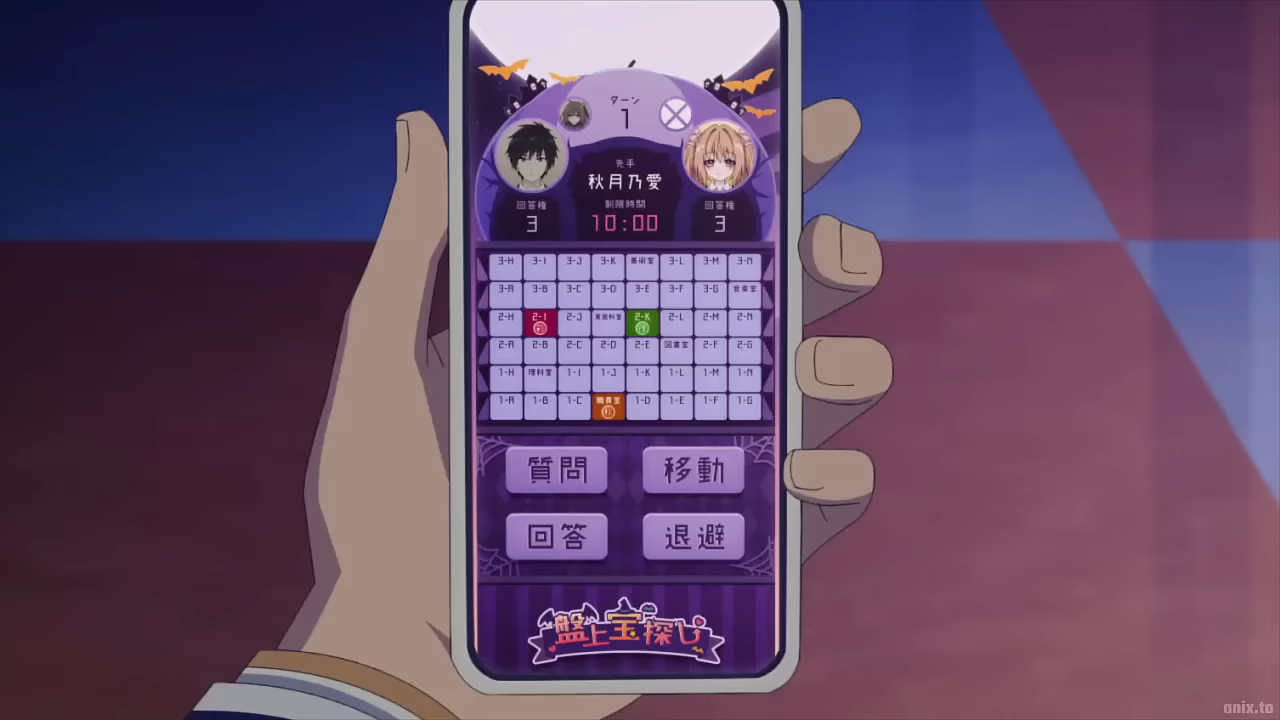 ターン
1
先手
秋月乃愛
回答権 制限時間 回答権
3 10:00 3
3-H 3-I 3-J 3-K 美術室 3-L 3-M 3-N
3-A 3-B 3-C 3-D 3-E 3-F 3-G 音楽室
2-H 2-I 2-J 2-K 2-L 2-M 2-N
2-A 2-B 2-C 2-D 2-E 図書室 2-F 2-G
1-H 理科室 1-I 1-J 1-K 1-L 1-M 1-N
1-A 1-B 1-C 職員室 1-D 1-E 1-F 1-G
質問 移動
回答 退避
盤上宝探し
anix.to